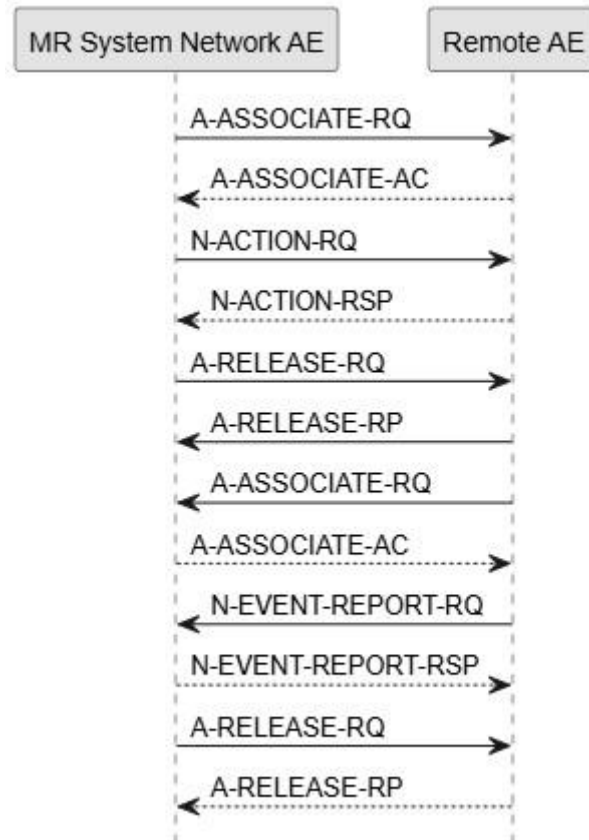 MR System Network AE
Remote AE
A-ASSOCIATE-RQ
A-ASSOCIATE-AC
N-ACTION-RQ
N-ACTION-RSP
A-RELEASE-RQ
A-RELEASE-RP
A-ASSOCIATE-RQ
A-ASSOCIATE-AC
N-EVENT-REPORT-RQ
N-EVENT-REPORT-RSP
A-RELEASE-RQ
A-RELEASE-RP